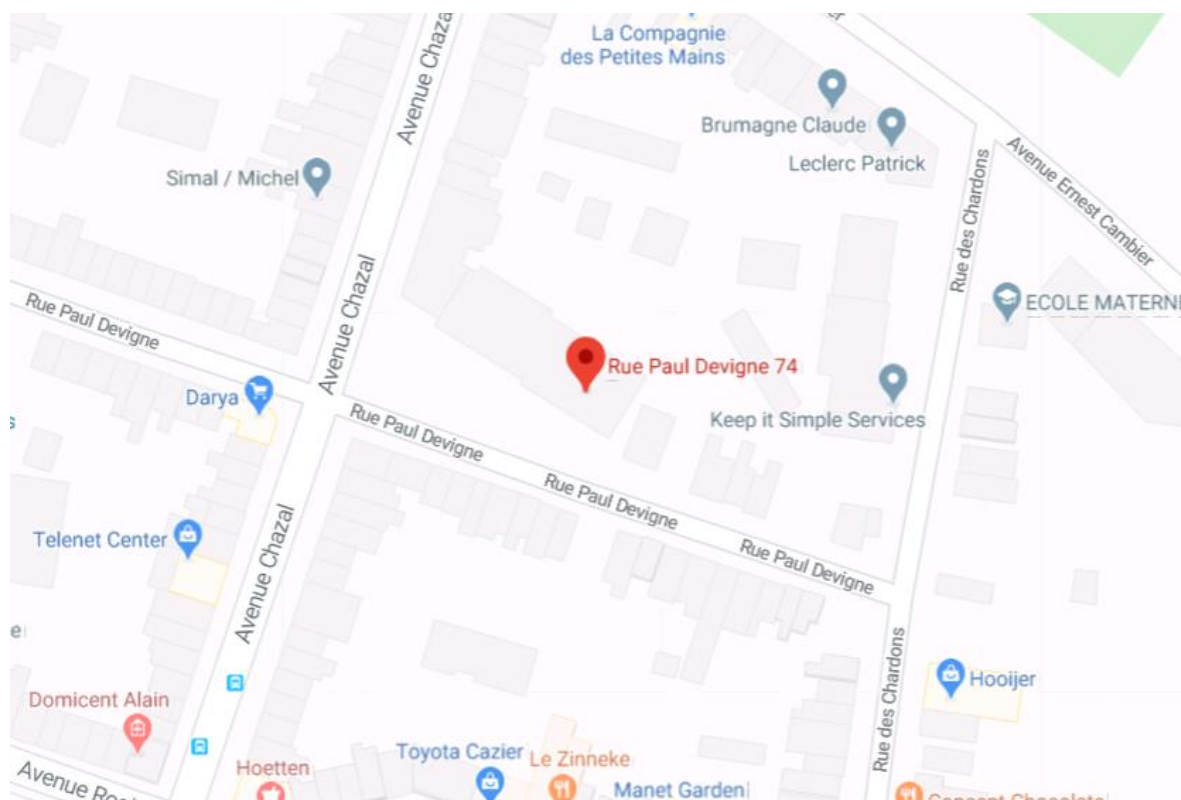 La Compagnie
des Petites Mains
Avenue Chazal
Brumagne Claude
Leclerc Patrick
Simal / Michel
Avenue Ernest Cambier
Rue des Chardons
Avenue Chazal
ECOLE MATERNE
Rue Paul Devigne
Rue Paul Devigne 74
Darya
Keep it Simple Services
Rue Paul Devigne
Rue Paul Devigne
Telenet Center
Rue Paul Devigne
Avenue Chazal
Hooijer
Rue des Chardons
Domicent Alain
Toyota Cazier
Le Zinneke
Hoetten
Manet Garden
Avenue